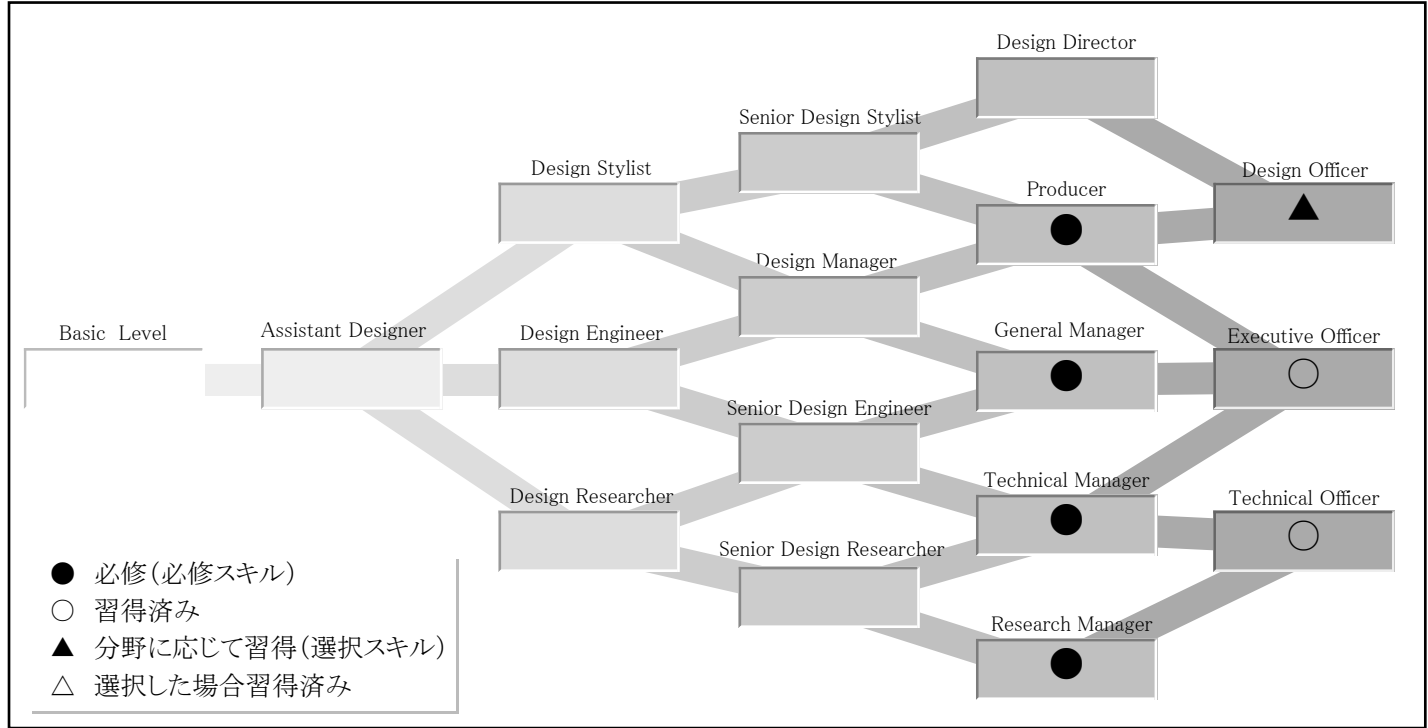 Design Director
Senior Design Stylist
Design Stylist
Producer
Design Officer
●
▲
Design Manager
Basic Level
Assistant Designer
Design Engineer
General Manager
Executive Officer
●
○
Senior Design Engineer
Design Researcher
Technical Manager
Technical Officer
●
○
Senior Design Researcher
Research Manager
●
● 必修(必修スキル)
○ 習得済み
▲ 分野に応じて習得(選択スキル)
△ 選択した場合習得済み